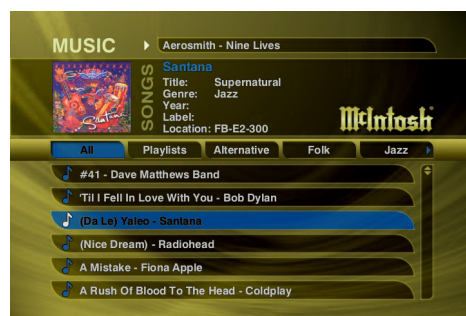 MUSIC
Aerosmith - Nine Lives
SONGS
Santana
Title: Supernatural
Genre: Jazz
Year:
Label:
Location: FB-E2-300
McIntosh
Santana
All Playlists Alternative Folk Jazz
#41 - Dave Matthews Band
'Til I Fell In Love With You - Bob Dylan
(Da Le) Yaleo - Santana
(Nice Dream) - Radiohead
A Mistake - Fiona Apple
A Rush Of Blood To The Head - Coldplay